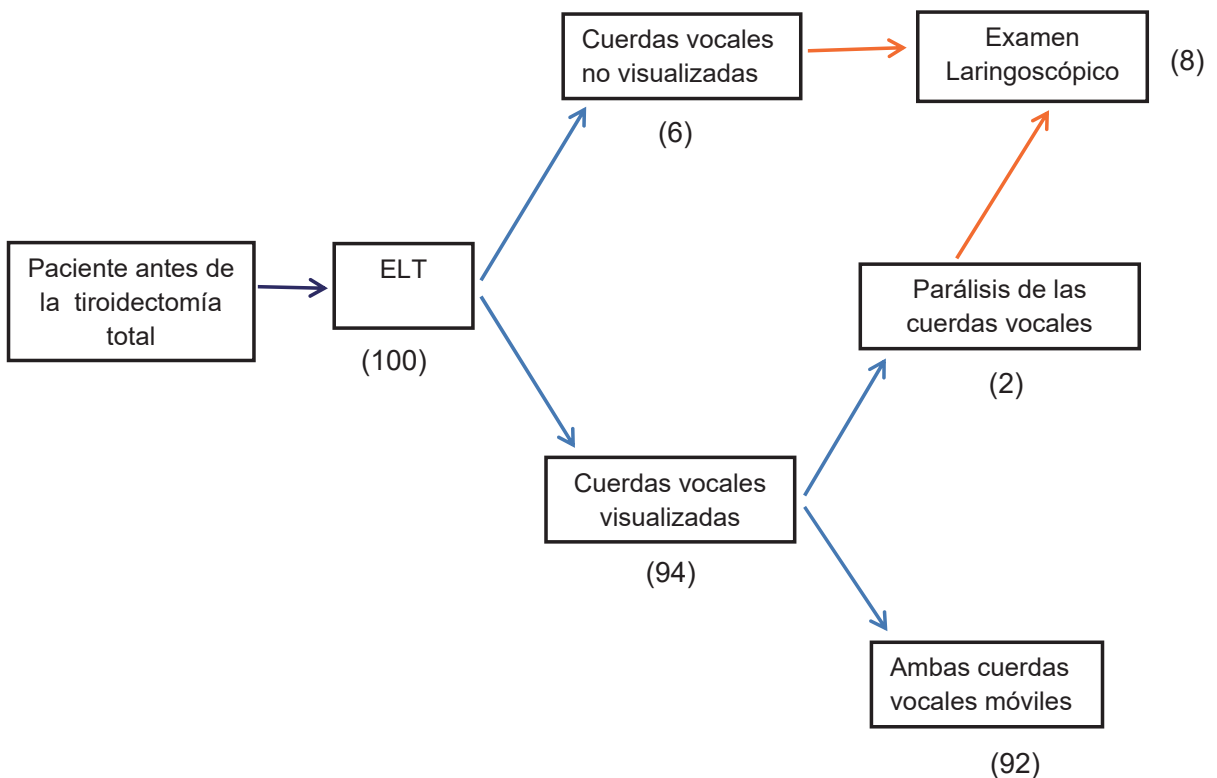 Cuerdas vocales
no visualizadas
(6)
Examen
Laringoscópico
(8)
Paciente antes de
la tiroidectomía
total
ELT
(100)
Parálisis de las
cuerdas vocales
(2)
Cuerdas vocales
visualizadas
(94)
Ambas cuerdas
vocales móviles
(92)